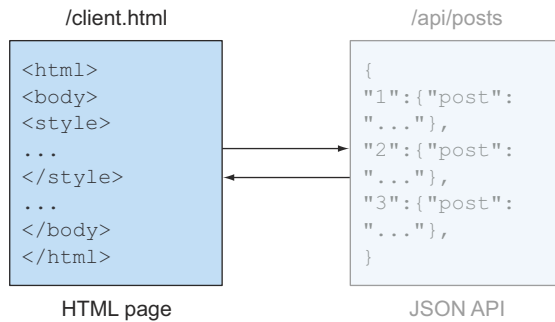 /client.html
<html>
<body>
<style>
...
</style>
...
</body>
</html>
HTML page
/api/posts
{
"1":{"post":
"..."},
"2":{"post":
"..."},
"3":{"post":
"..."},
}
JSON API